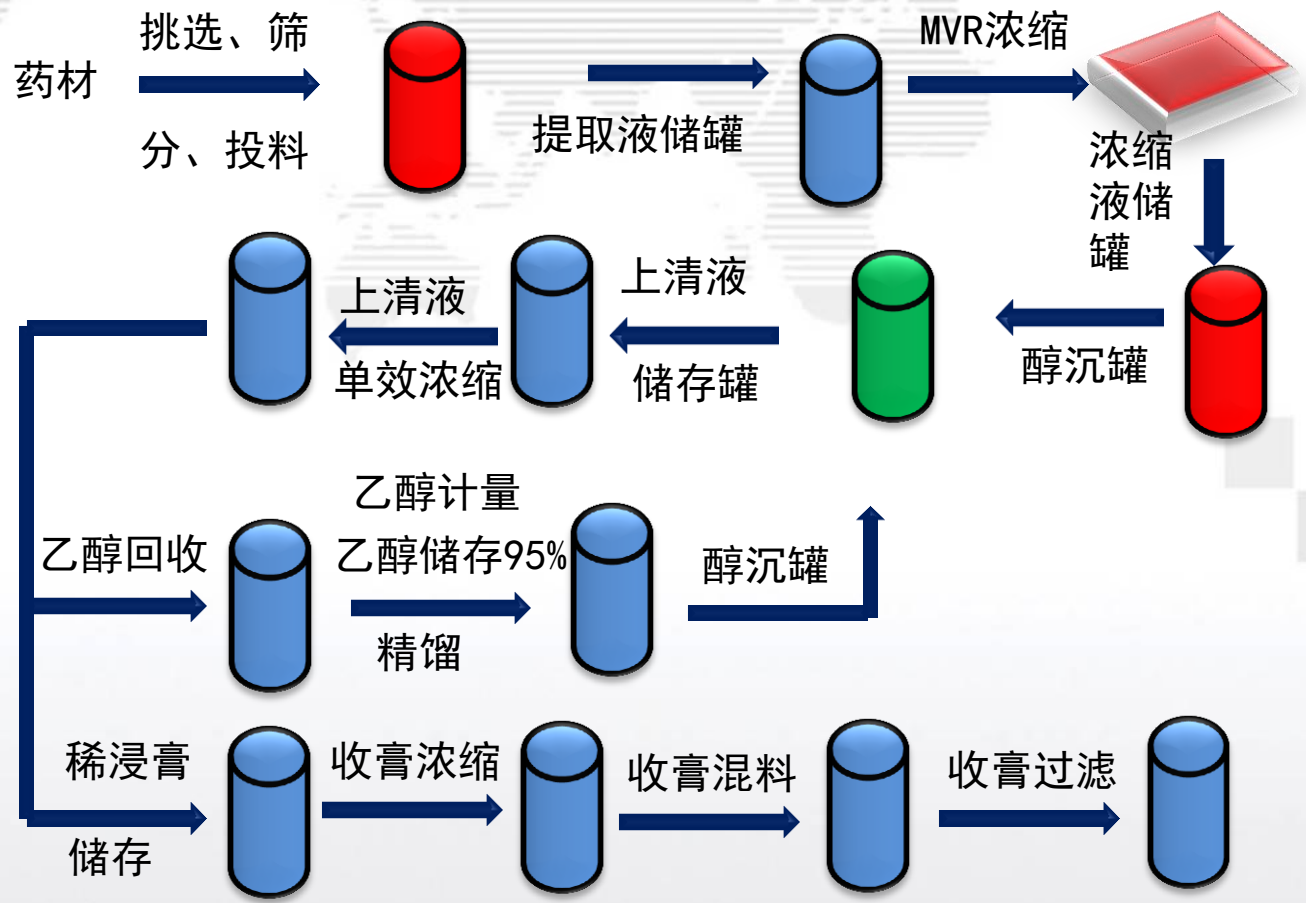 药材
挑选、筛
分、投料
提取液储罐
MVR浓缩
浓缩
液储
罐
醇沉罐
上清液
储存罐
上清液
单效浓缩
乙醇回收
乙醇计量
乙醇储存95%
精馏
醇沉罐
稀浸膏
储存
收膏浓缩
收膏混料
收膏过滤